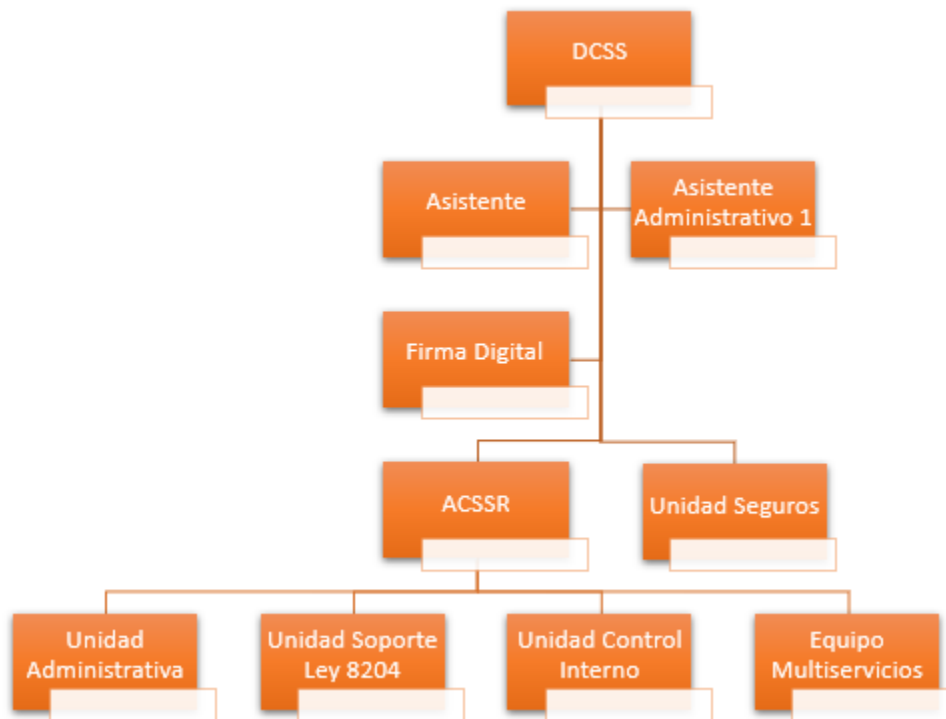 DCSS
Asistente
Asistente
Administrativo 1
Firma Digital
ACSSR
Unidad Seguros
Unidad
Administrativa
Unidad Soporte
Ley 8204
Unidad Control
Interno
Equipo
Multiservicios